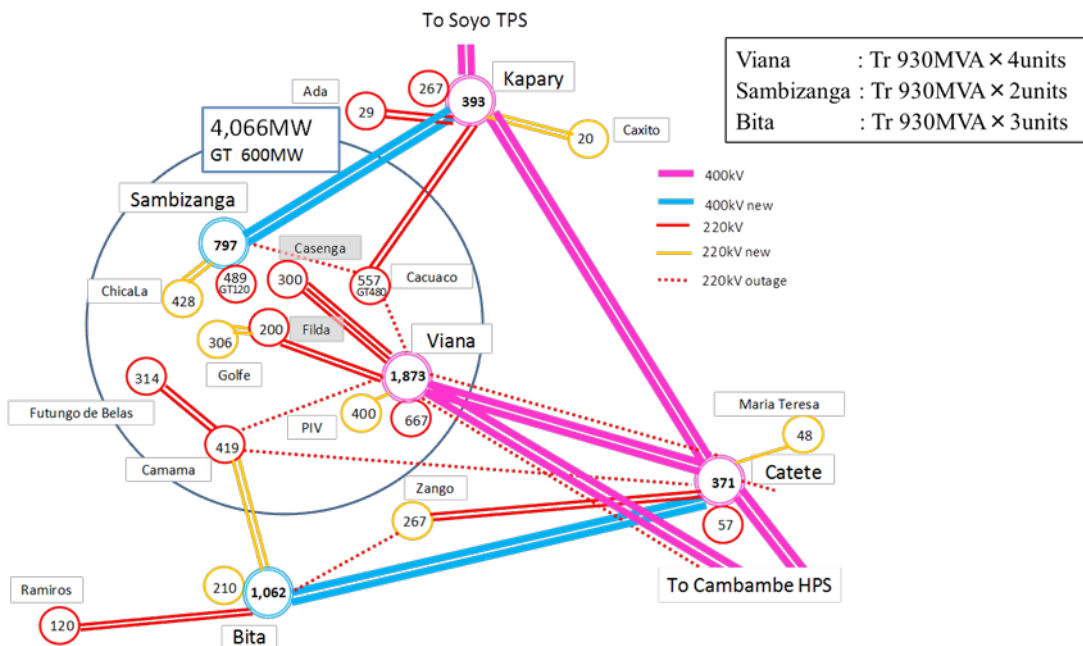 To Soyo TPS
Viana : Tr 930MVA × 4units
Sambizanga : Tr 930MVA × 2units
Bita : Tr 930MVA × 3units
Kapary
267
393
Ada
29
20
Caxito
4,066MW
GT 600MW
400kV
400kV new
220kV
220kV new
220kV outage
Sambizanga
797
489
GT120
ChicaLa
428
Casenga
300
557
GT480
Cacuaco
306
200
Filda
Golfe
Viana
1,873
314
Futungo de Belas
400
667
PIV
419
Camama
Maria Teresa
48
Catete
371
57
Zango
267
To Cambambe HPS
210
1,062
Ramiros
120
Bita